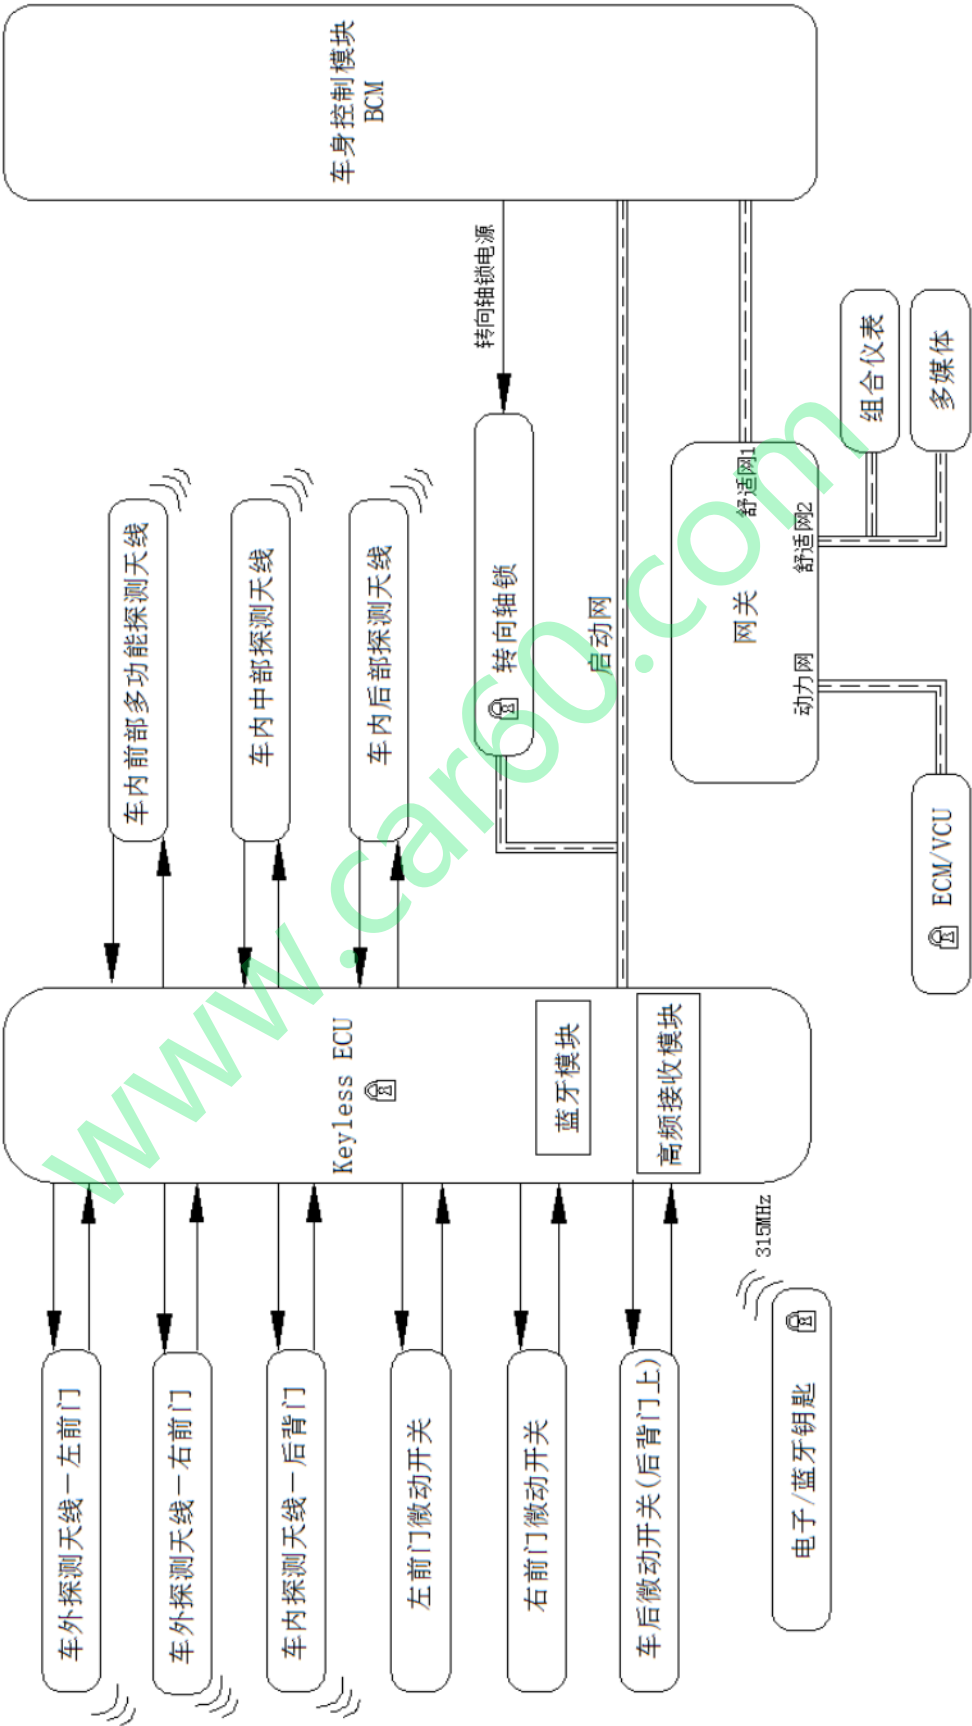 车外探测天线—左前门
车外探测天线—右前门
车内探测天线—后背门
左前门微动开关
右前门微动开关
车后微动开关(后背门上)
电子/蓝牙钥匙
315MHz
Keyless ECU
蓝牙模块
高频接收模块
车内前部多功能探测天线
车内中部探测天线
车内后部探测天线
转向轴锁
转向轴锁电源
启动网
车身控制模块
BCM
网关
舒适网1
舒适网2
动力网
ECM/VCU
组合仪表
多媒体
www.car60.com